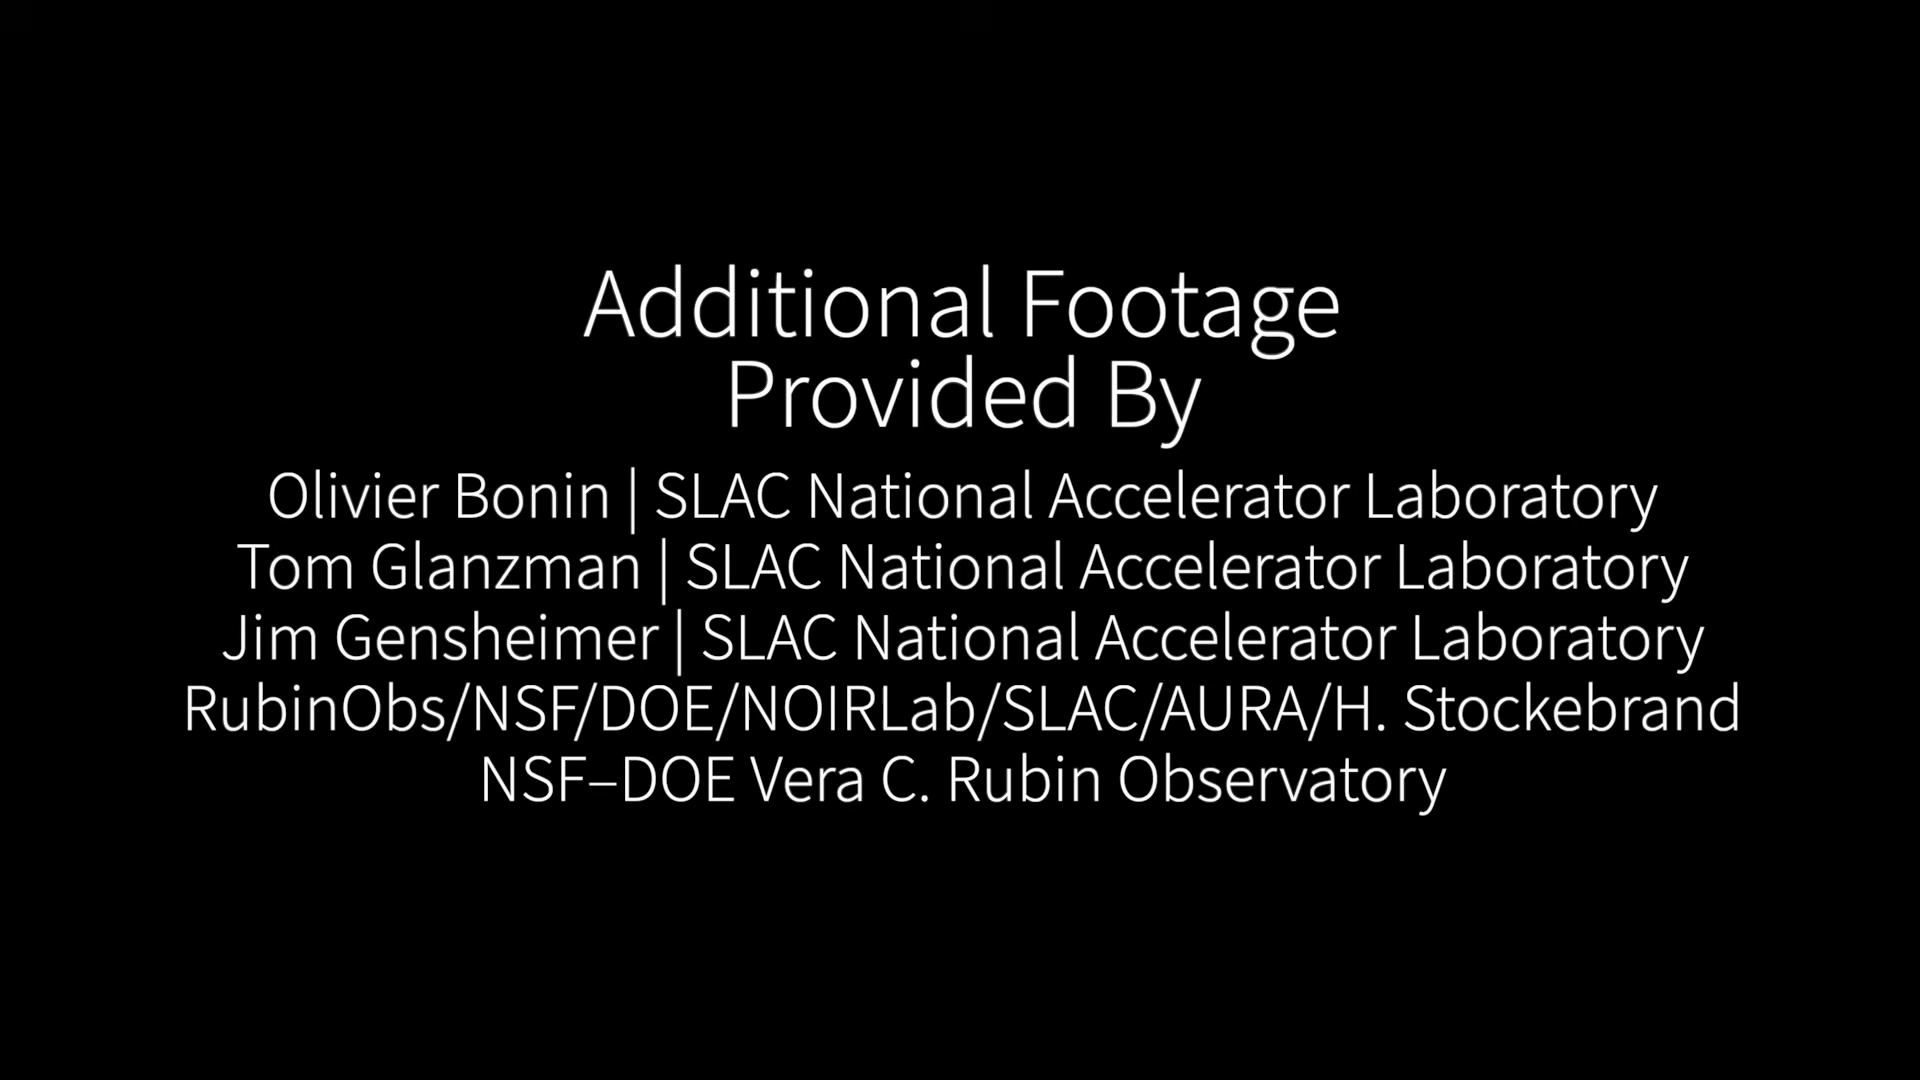 Additional Footage
Provided By
Olivier Bonin | SLAC National Accelerator Laboratory
Tom Glanzman | SLAC National Accelerator Laboratory
Jim Gensheimer | SLAC National Accelerator Laboratory
RubinObs/NSF/DOE/NOIRLab/SLAC/AURA/H. Stockebrand
NSF–DOE Vera C. Rubin Observatory